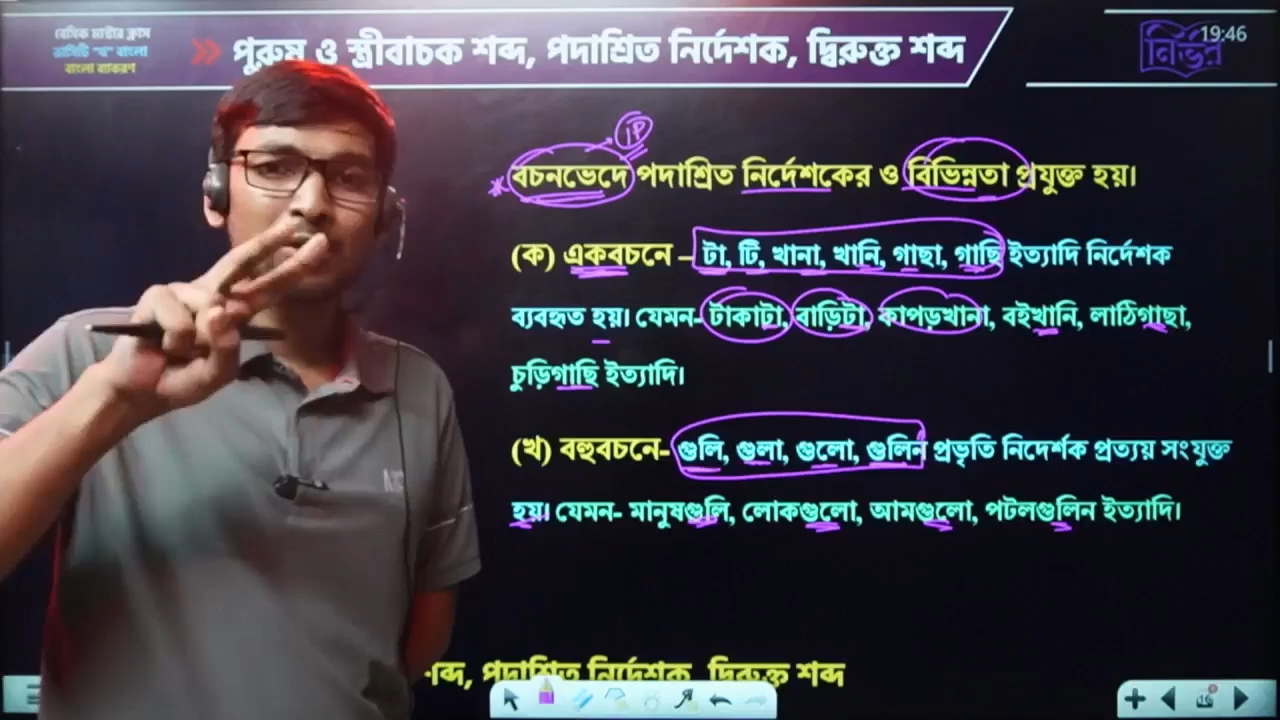 বেসিক মাস্টার ক্লাস
ভার্সিটি "খ" বাংলা
বাংলা ব্যাকরণ
পুরুষ ও স্ত্রীবাচক শব্দ, পদাশ্রিত নির্দেশক, দ্বিরুক্ত শব্দ
নির্ভর
19:46
IP
বচনভেদে পদাশ্রিত নির্দেশকের ও বিভিন্নতা প্রযুক্ত হয়।
(ক) একবচনে – টা, টি, খানা, খানি, গাছা, গাছি ইত্যাদি নির্দেশক
ব্যবহৃত হয়। যেমন- টাকাটা, বাড়িটা, কাপড়খানা, বইখানি, লাঠিগাছা,
চুড়িগাছি ইত্যাদি।
(খ) বহুবচনে- গুলি, গুলা, গুলো, গুলিন প্রভৃতি নিদের্শক প্রত্যয় সংযুক্ত
হয়। যেমন- মানুষগুলি, লোকগুলো, আমগুলো, পটলগুলিন ইত্যাদি।
শব্দ, পদাশ্রিত নির্দেশক, দ্বিরুক্ত শব্দ